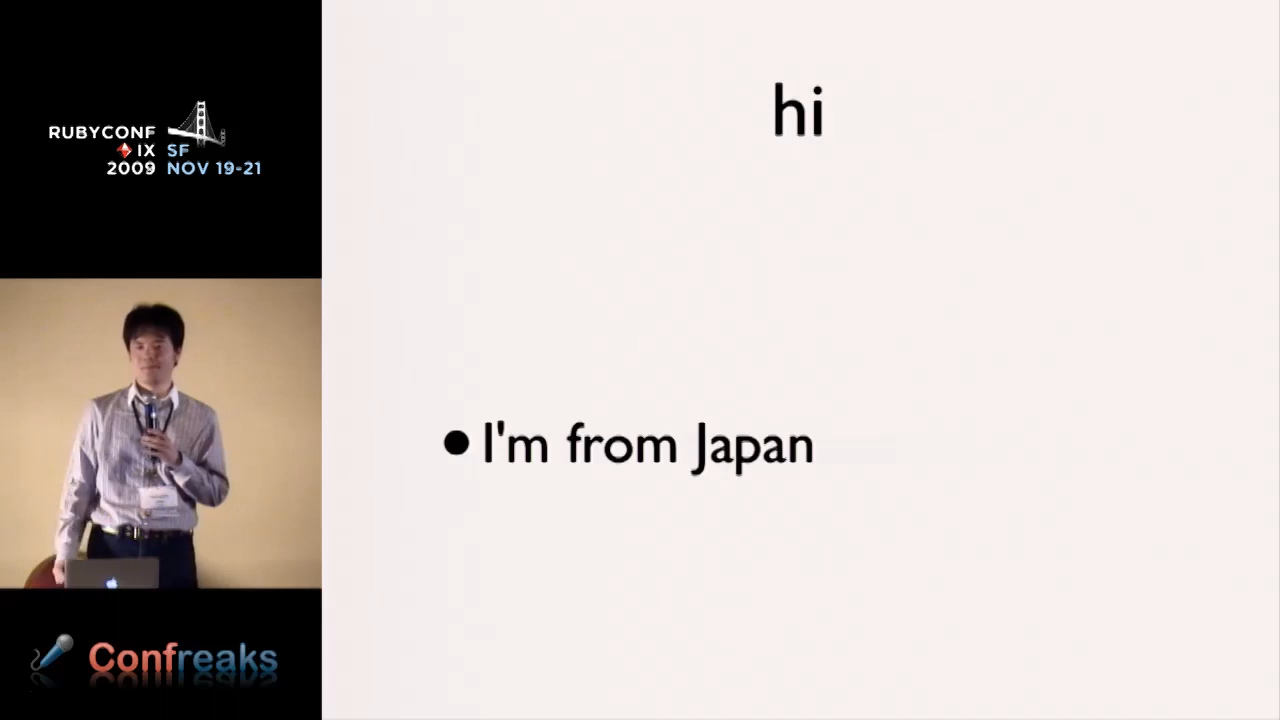 RUBYCONF
IX SF
2009 NOV 19-21
hi
• I'm from Japan
Confreaks